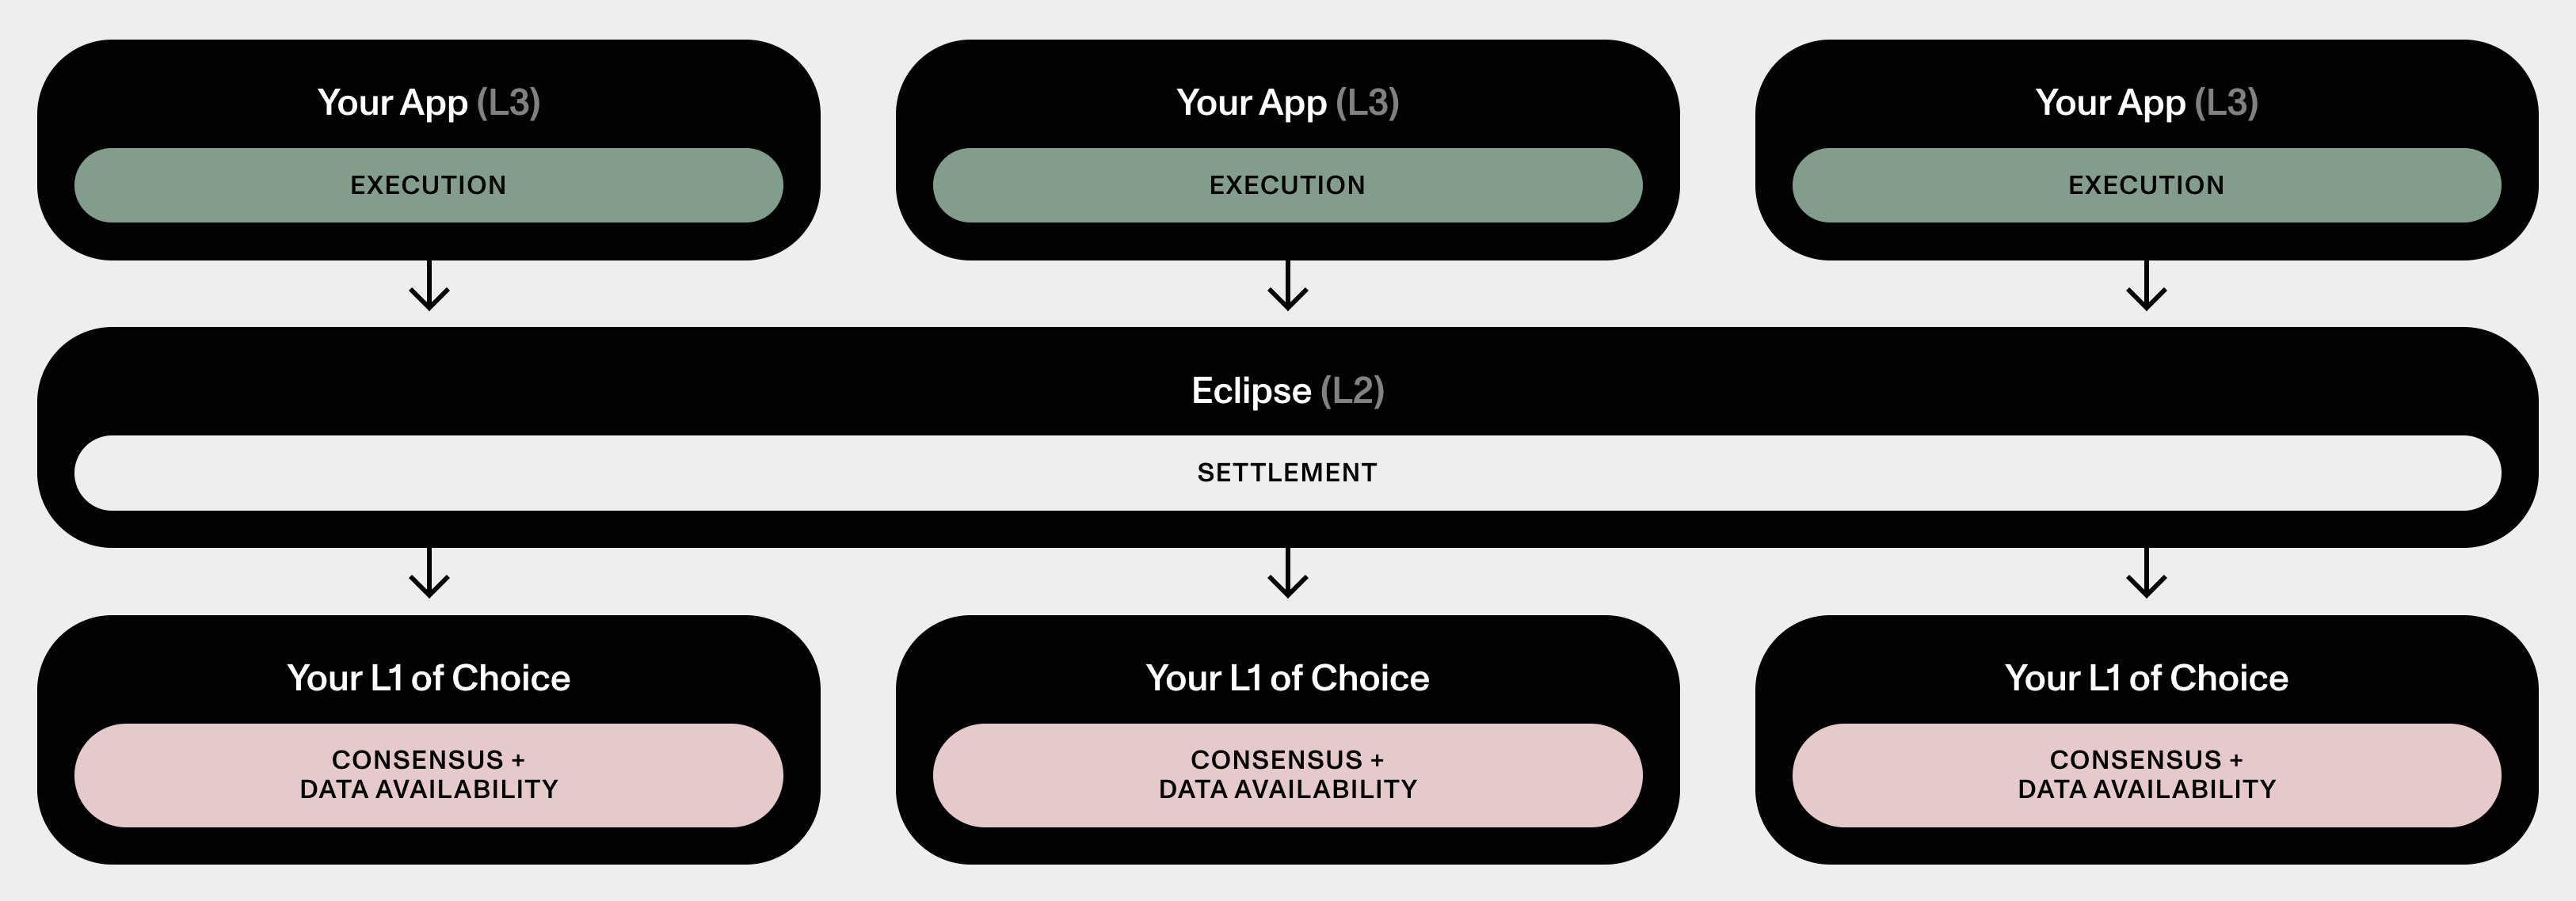 Your App (L3)
EXECUTION
Your App (L3)
EXECUTION
Your App (L3)
EXECUTION
Eclipse (L2)
SETTLEMENT
Your L1 of Choice
CONSENSUS +
DATA AVAILABILITY
Your L1 of Choice
CONSENSUS +
DATA AVAILABILITY
Your L1 of Choice
CONSENSUS +
DATA AVAILABILITY